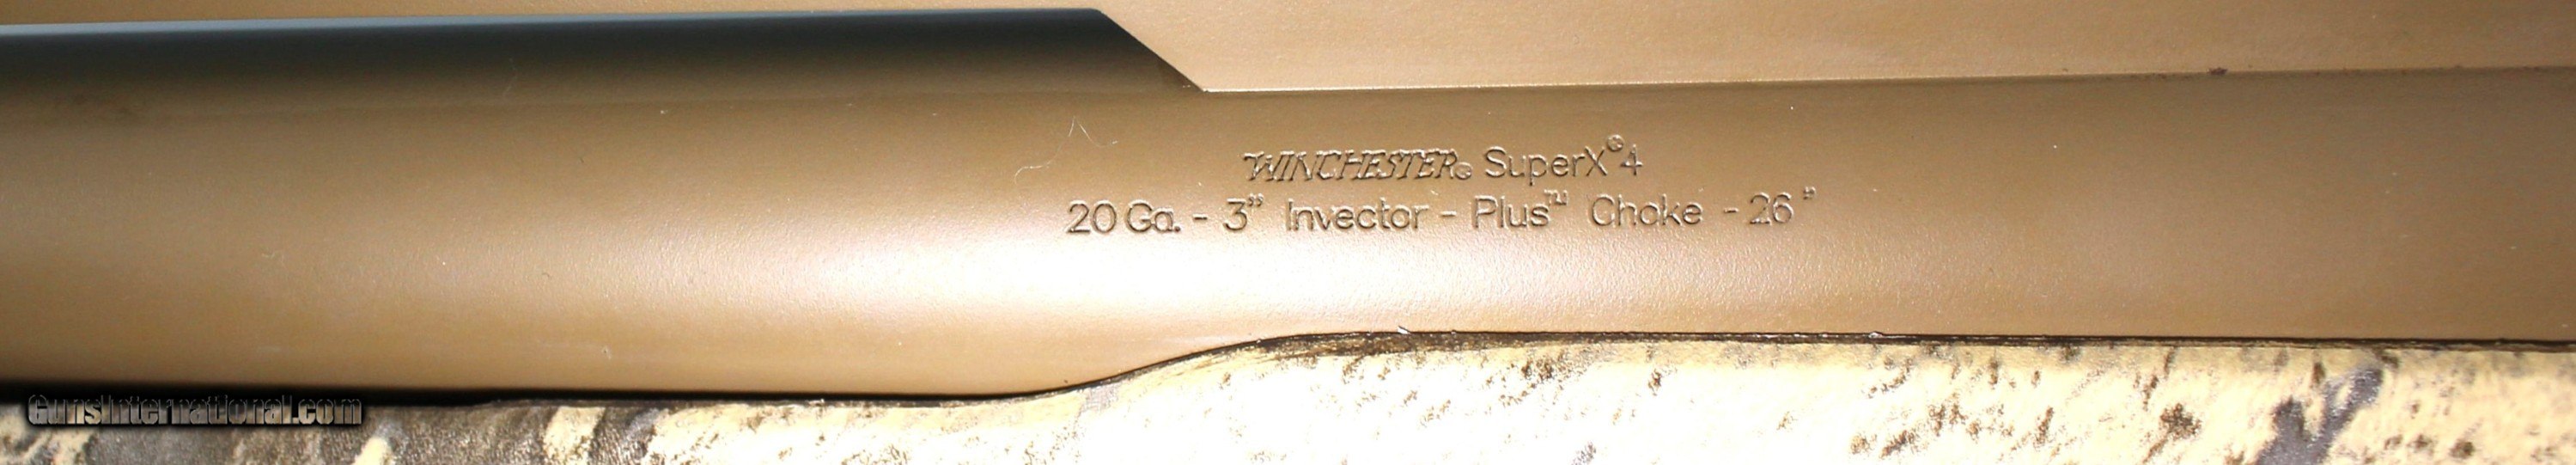 WINCHESTER® SuperX®4
20 Ga. - 3" Invector - Plus™ Choke - 26"
GunsInternational.com